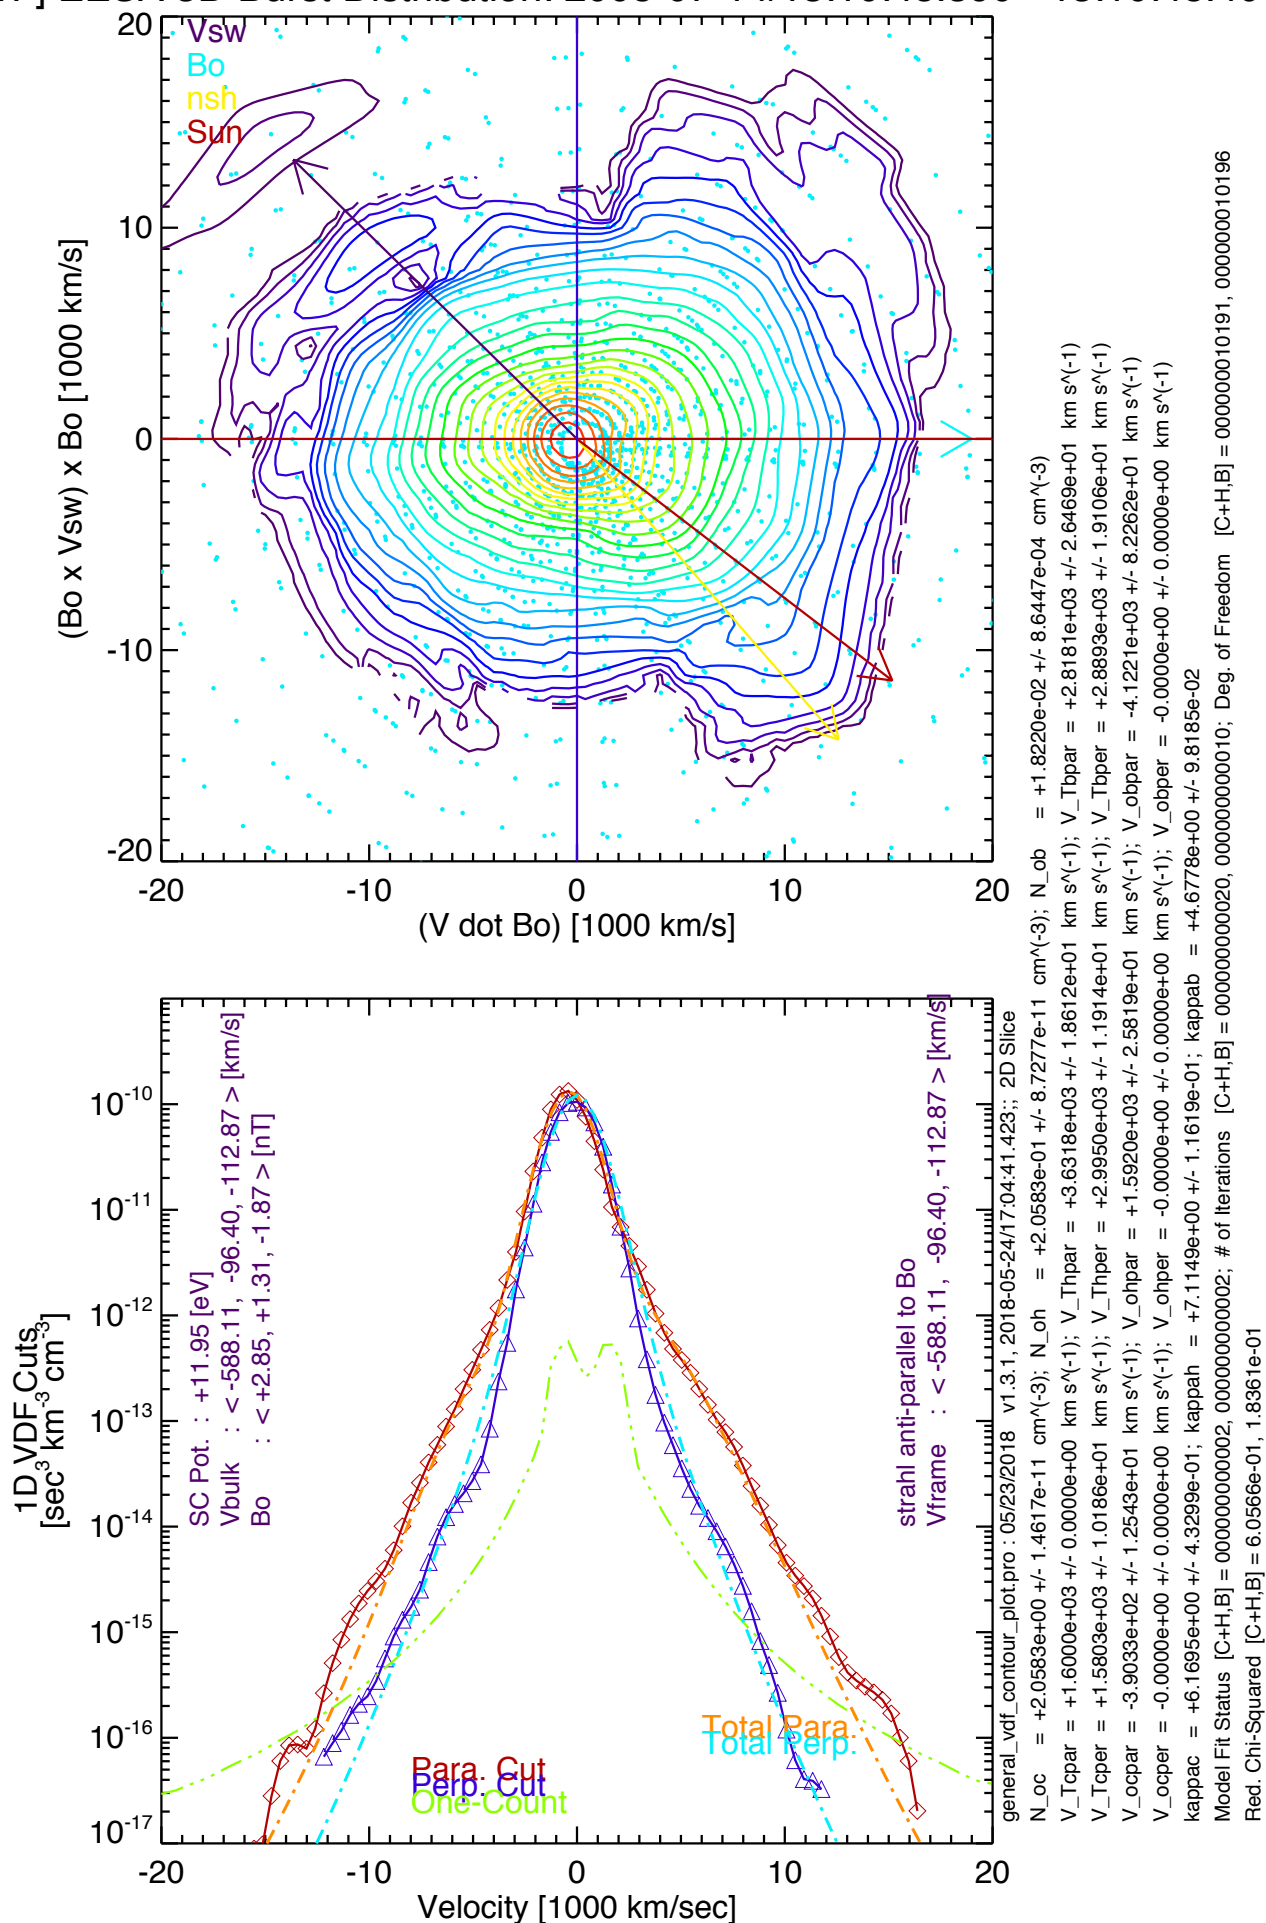 Vsw
Bo
nsh
Sun
20
10
0
-10
-20
(Bo x Vsw) x Bo [1000 km/s]
-20 -10 0 10 20
(V dot Bo) [1000 km/s]
10^-10
10^-11
10^-12
10^-13
10^-14
10^-15
10^-16
10^-17
1D VDF Cuts
[sec^3 km^-3 cm^-3]
SC Pot. : +11.95 [eV]
Vbulk : < -588.11, -96.40, -112.87 > [km/s]
Bo : < +2.85, +1.31, -1.87 > [nT]
strahl anti-parallel to Bo
Vframe : < -588.11, -96.40, -112.87 > [km/s]
Total Para.
Total Perp.
Para. Cut
Perp. Cut
One-Count
-20 -10 0 10 20
Velocity [1000 km/sec]
general_vdf_contour_plot.pro : 05/23/2018 v1.3.1, 2018-05-24/17:04:41.423;; 2D Slice
N_oc = +2.0583e+00 +/- 1.4617e-11 cm^(-3); N_oh = +2.0583e-01 +/- 8.7277e-11 cm^(-3); N_ob = +1.8220e-02 +/- 8.6447e-04 cm^(-3)
V_Tcpar = +1.6000e+03 +/- 0.0000e+00 km s^(-1); V_Thpar = +3.6318e+03 +/- 1.8612e+01 km s^(-1); V_Tbpar = +2.8181e+03 +/- 2.6469e+01 km s^(-1)
V_Tcper = +1.5803e+03 +/- 1.0186e+01 km s^(-1); V_Thper = +2.9950e+03 +/- 1.1914e+01 km s^(-1); V_Tbper = +2.8893e+03 +/- 1.9106e+01 km s^(-1)
V_ocpar = -3.9033e+02 +/- 1.2543e+01 km s^(-1); V_ohpar = +1.5920e+03 +/- 2.5819e+01 km s^(-1); V_obpar = -4.1221e+03 +/- 8.2262e+01 km s^(-1)
V_ocper = -0.0000e+00 +/- 0.0000e+00 km s^(-1); V_ohper = -0.0000e+00 +/- 0.0000e+00 km s^(-1); V_obper = -0.0000e+00 +/- 0.0000e+00 km s^(-1)
kappac = +6.1695e+00 +/- 4.3299e-01; kappah = +7.1149e+00 +/- 1.1619e-01; kappab = +4.6778e+00 +/- 9.8185e-02
Model Fit Status [C+H,B] = 000000000002, 000000000002; # of Iterations [C+H,B] = 000000000020, 000000000010; Deg. of Freedom [C+H,B] = 000000010191, 000000010196
Red. Chi-Squared [C+H,B] = 6.0566e-01, 1.8361e-01